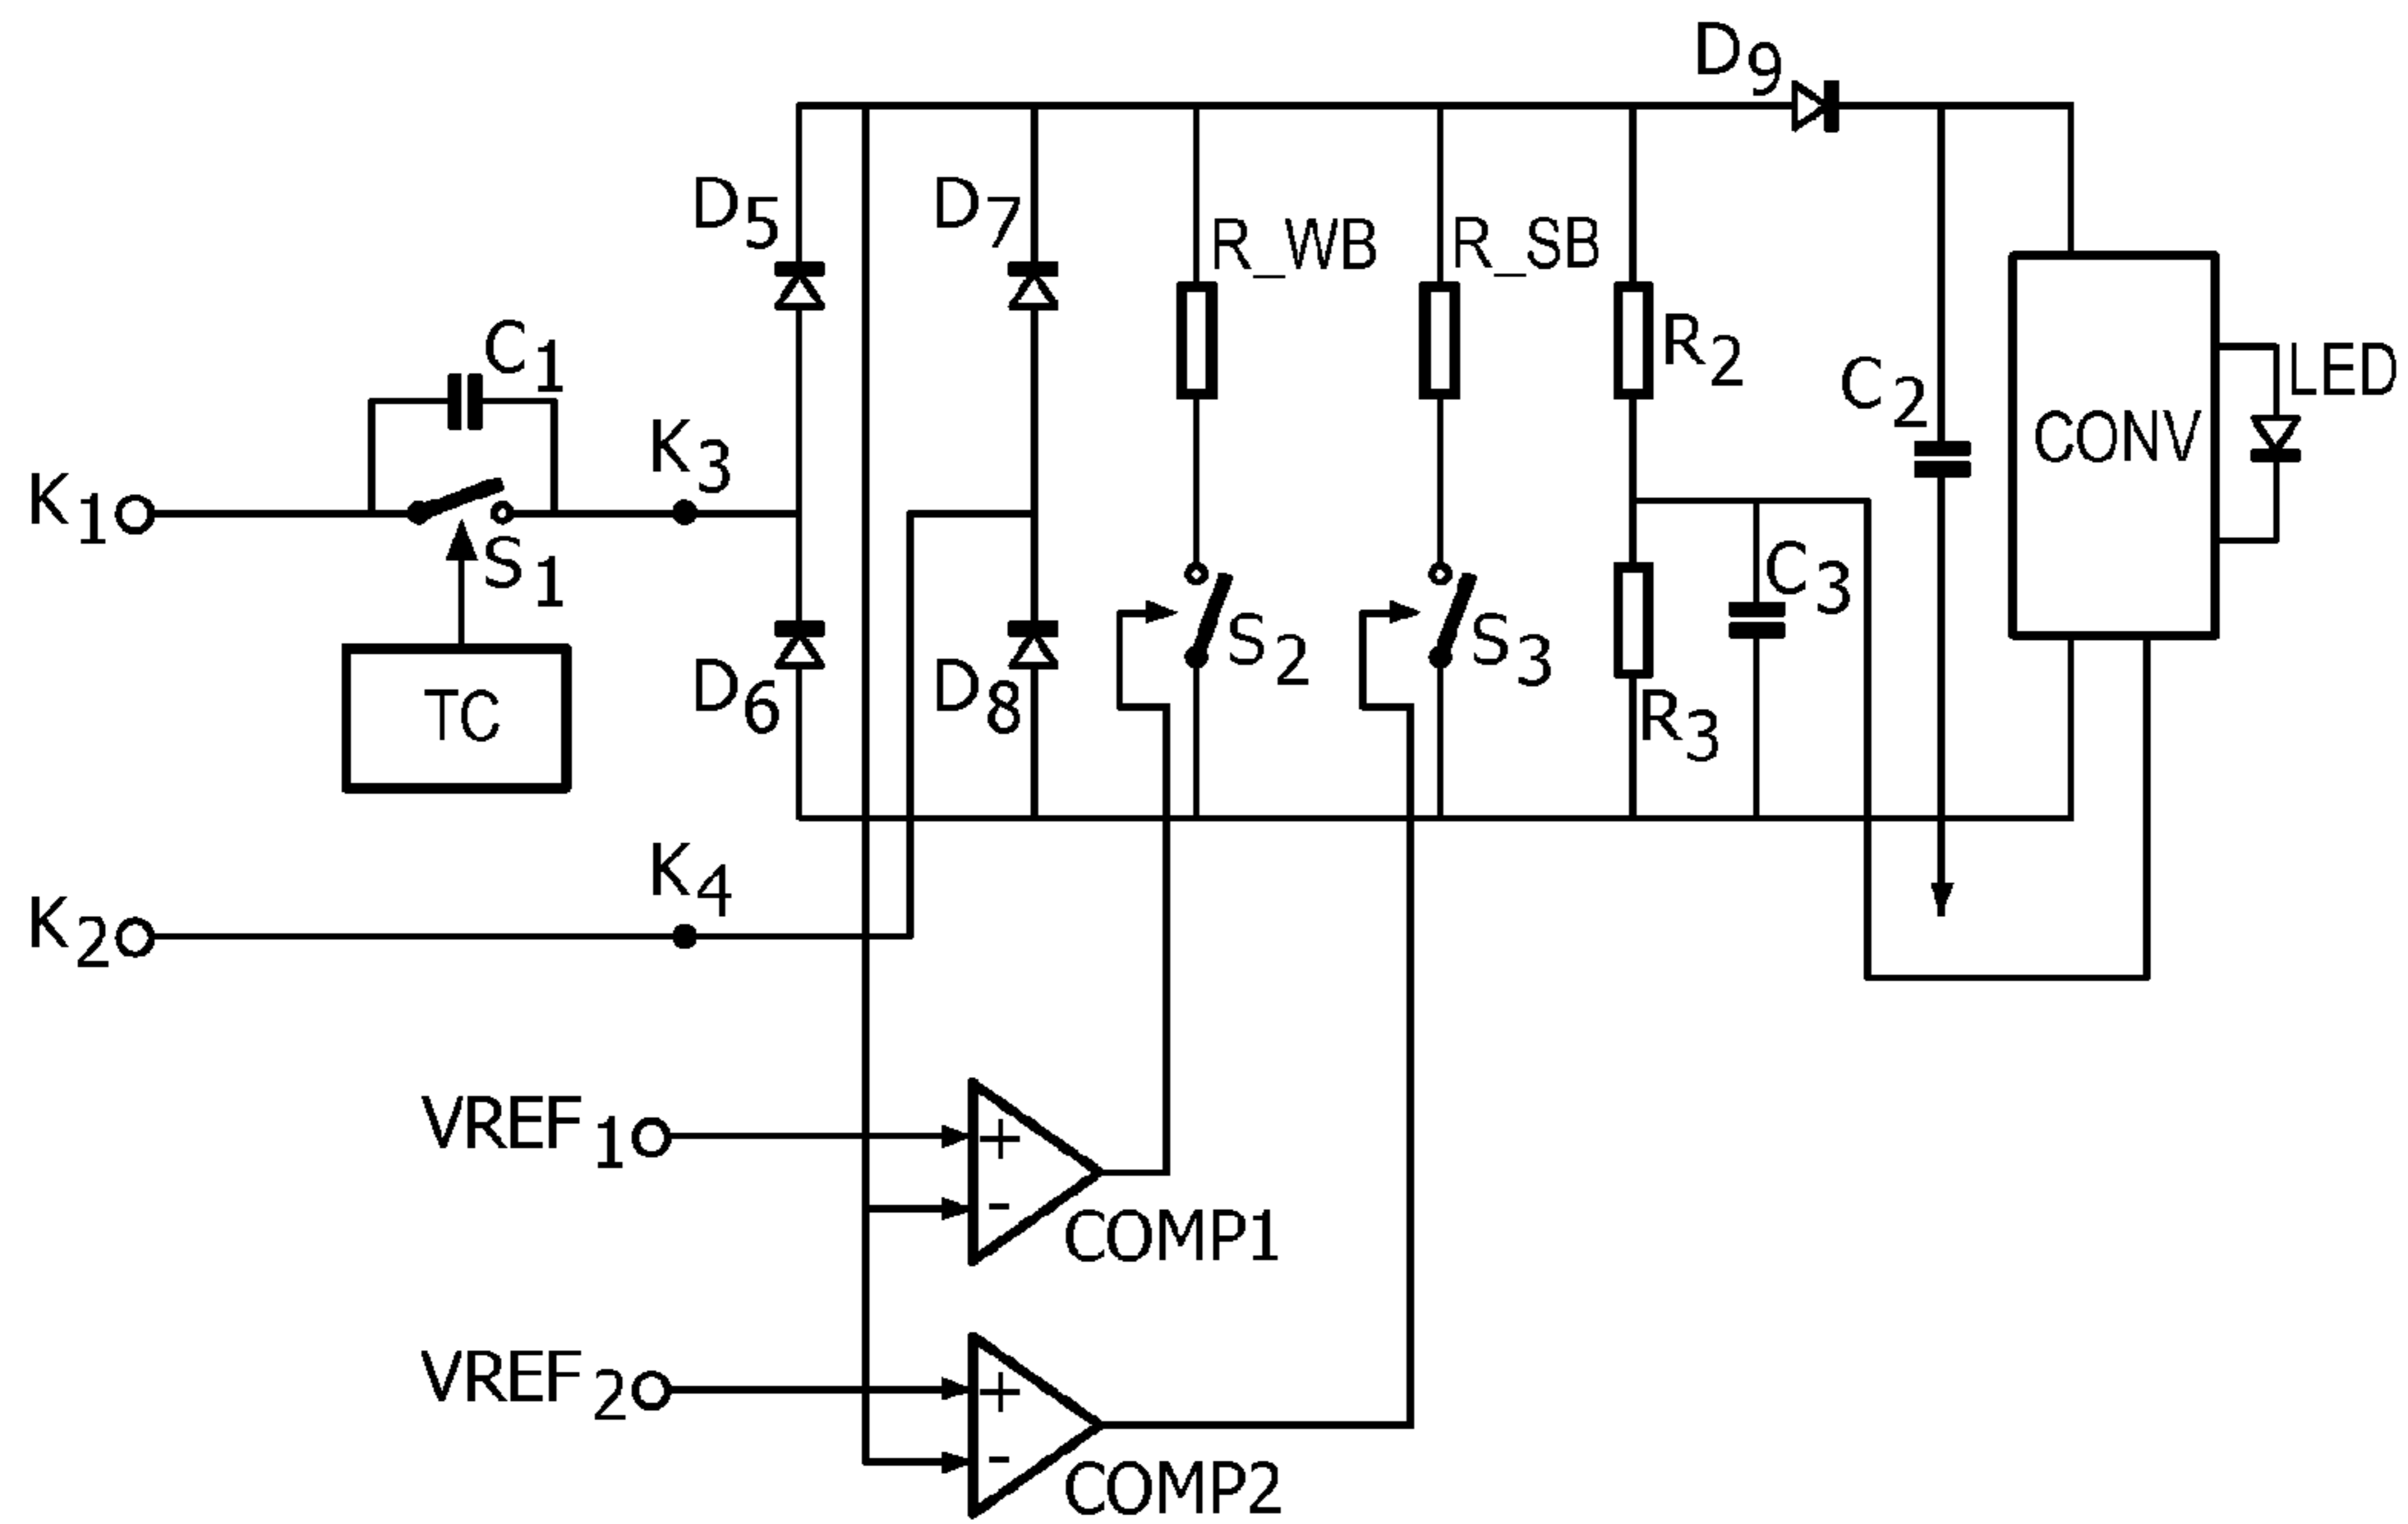 D9
D5
D7
R_WB
R_SB
C1
R2
C2
LED
CONV
K3
K1
S1
C3
S2
S3
D6
D8
TC
R3
K4
K2
VREF1
+
-
COMP1
VREF2
+
-
COMP2